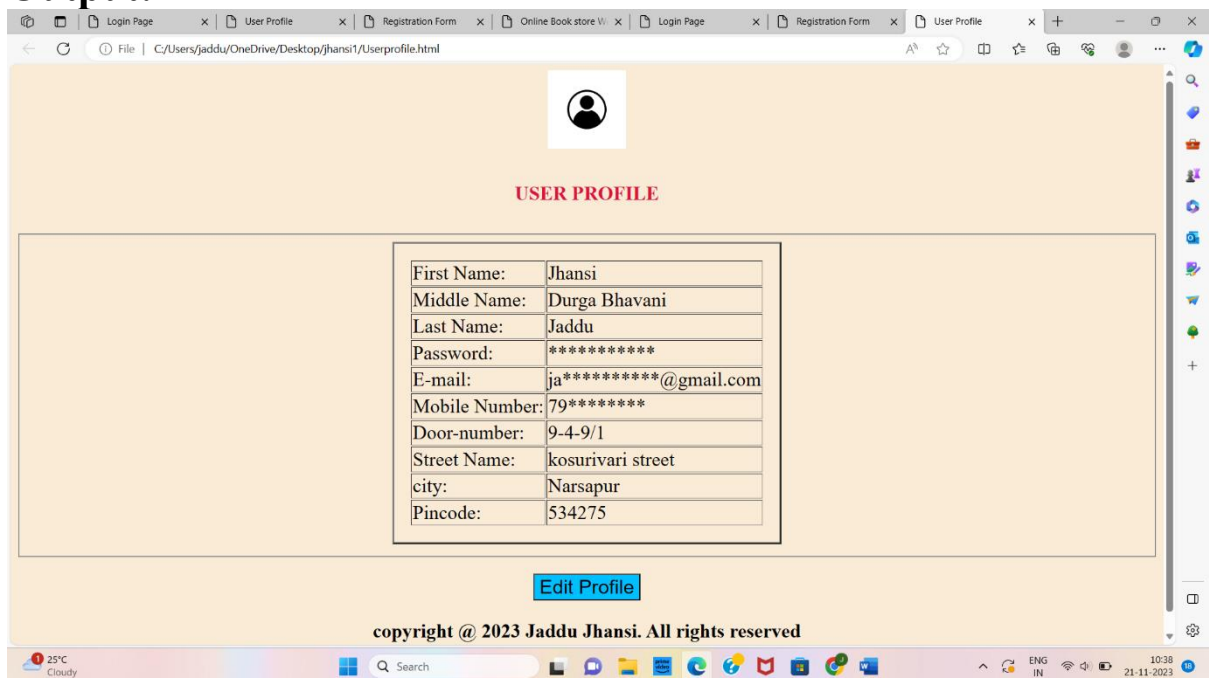 Output:
Login Page User Profile Registration Form Online Book store W Login Page Registration Form User Profile
File C:/Users/jaddu/OneDrive/Desktop/jhansi1/Userprofile.html
USER PROFILE
First Name: Jhansi
Middle Name: Durga Bhavani
Last Name: Jaddu
Password: ***********
E-mail: ja**********@gmail.com
Mobile Number: 79********
Door-number: 9-4-9/1
Street Name: kosurivari street
city: Narsapur
Pincode: 534275
Edit Profile
copyright @ 2023 Jaddu Jhansi. All rights reserved
1 25°C
Cloudy
Search
ENG
IN
10:38
21-11-2023
18